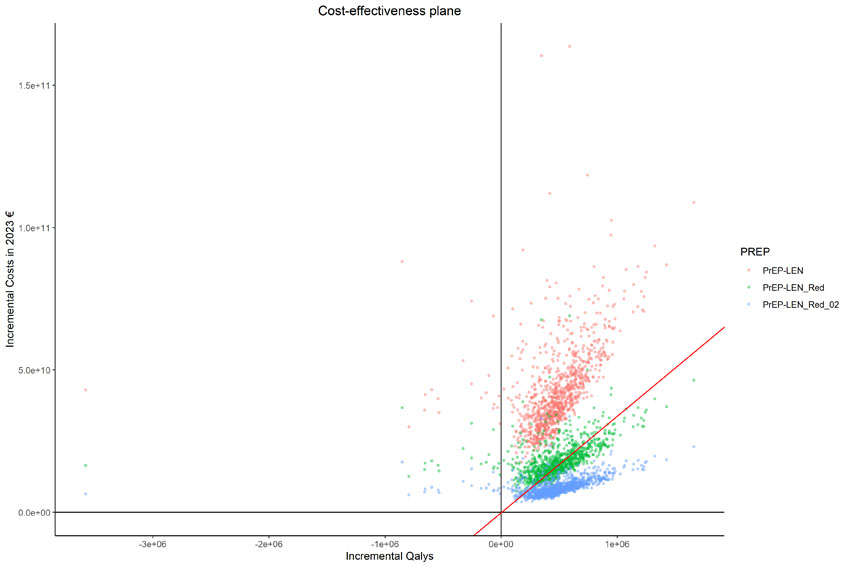 Cost-effectiveness plane
1.5e+11
1.0e+11
5.0e+10
0.0e+00
Incremental Costs in 2023 €
-3e+06
-2e+06
-1e+06
0e+00
1e+06
Incremental Qalys
PREP
PrEP-LEN
PrEP-LEN_Red
PrEP-LEN_Red_02